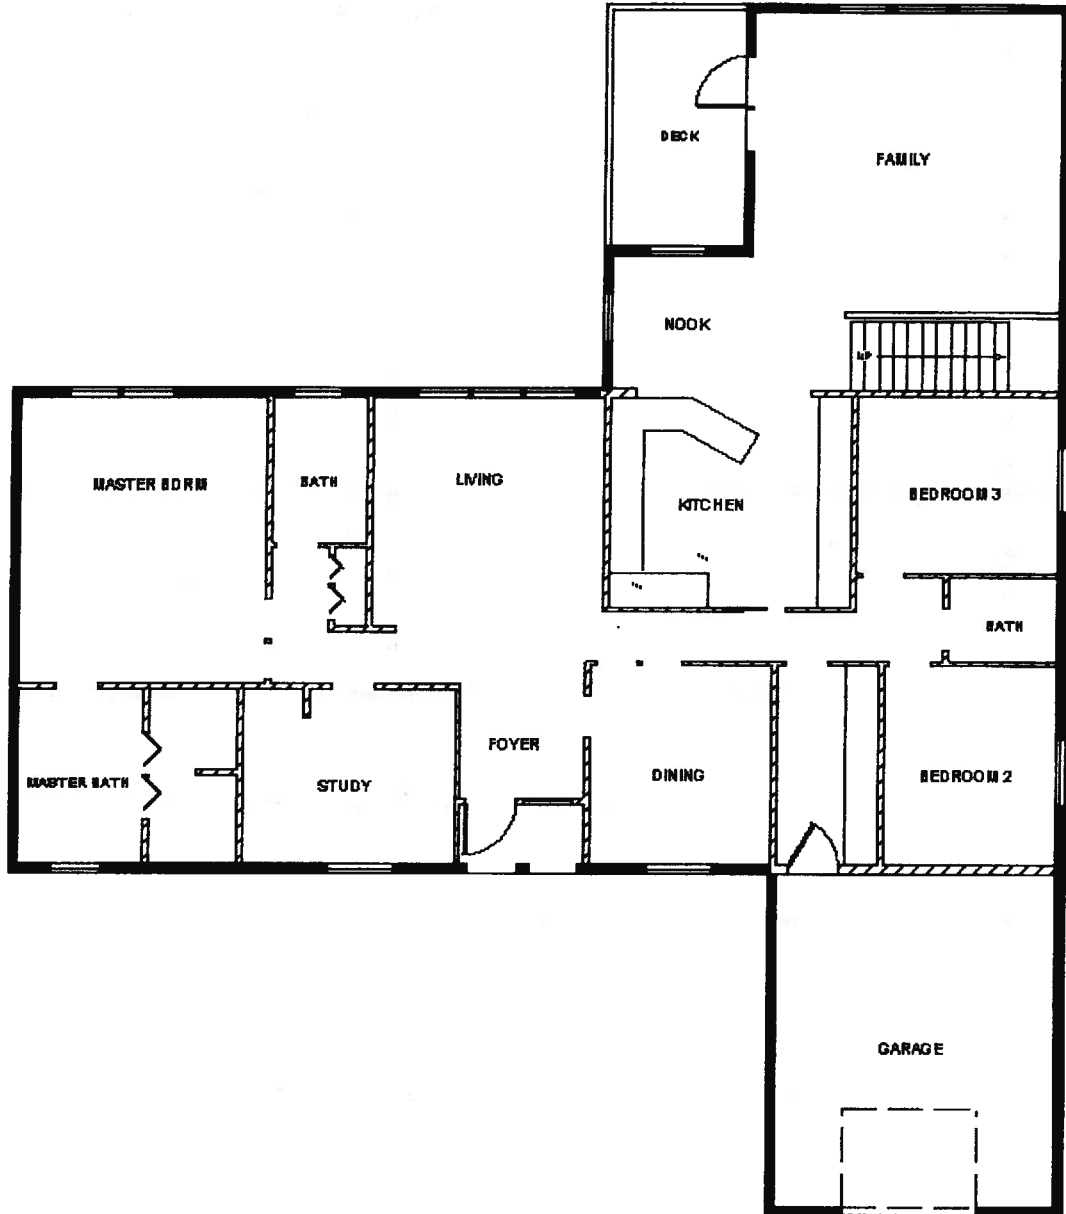 DECK
FAMILY
NOOK
UP
MASTER BDRM
BATH
LIVING
KITCHEN
BEDROOM 3
BATH
FOYER
MASTER BATH
STUDY
DINING
BEDROOM 2
GARAGE